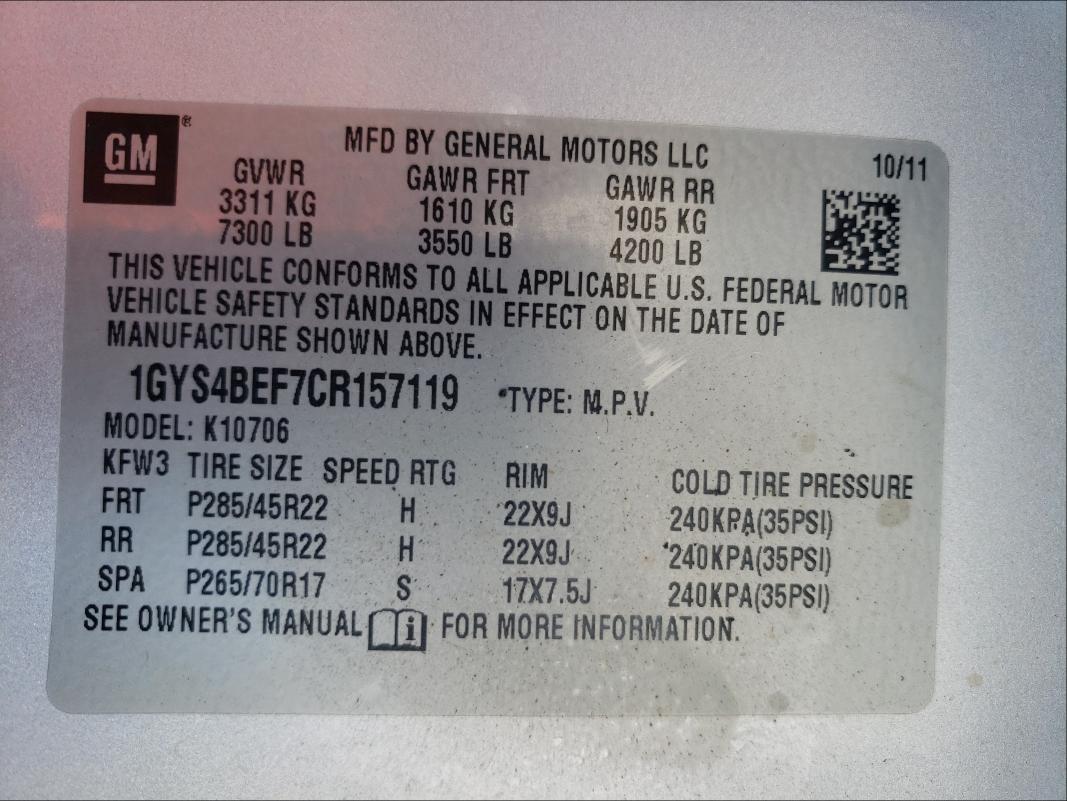 GM®
MFD BY GENERAL MOTORS LLC 10/11
GVWR GAWR FRT GAWR RR
3311 KG 1610 KG 1905 KG
7300 LB 3550 LB 4200 LB
THIS VEHICLE CONFORMS TO ALL APPLICABLE U.S. FEDERAL MOTOR
VEHICLE SAFETY STANDARDS IN EFFECT ON THE DATE OF
MANUFACTURE SHOWN ABOVE.
1GYS4BEF7CR157119 TYPE: M.P.V.
MODEL: K10706
KFW3 TIRE SIZE SPEED RTG RIM COLD TIRE PRESSURE
FRT P285/45R22 H 22X9J 240KPA(35PSI)
RR P285/45R22 H 22X9J 240KPA(35PSI)
SPA P265/70R17 S 17X7.5J 240KPA(35PSI)
SEE OWNER'S MANUAL i FOR MORE INFORMATION.